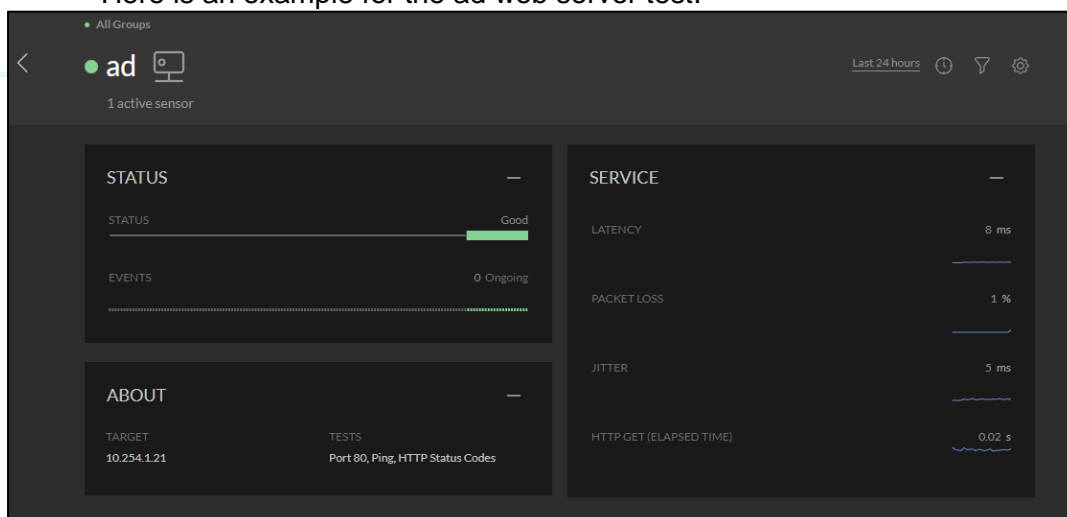 Here is an example for the ad web server test:
All Groups
ad
1 active sensor
Last 24 hours
STATUS
STATUS Good
EVENTS 0 Ongoing
ABOUT
TARGET TESTS
10.254.1.21 Port 80, Ping, HTTP Status Codes
SERVICE
LATENCY 8 ms
PACKET LOSS 1 %
JITTER 5 ms
HTTP GET (ELAPSED TIME) 0.02 s